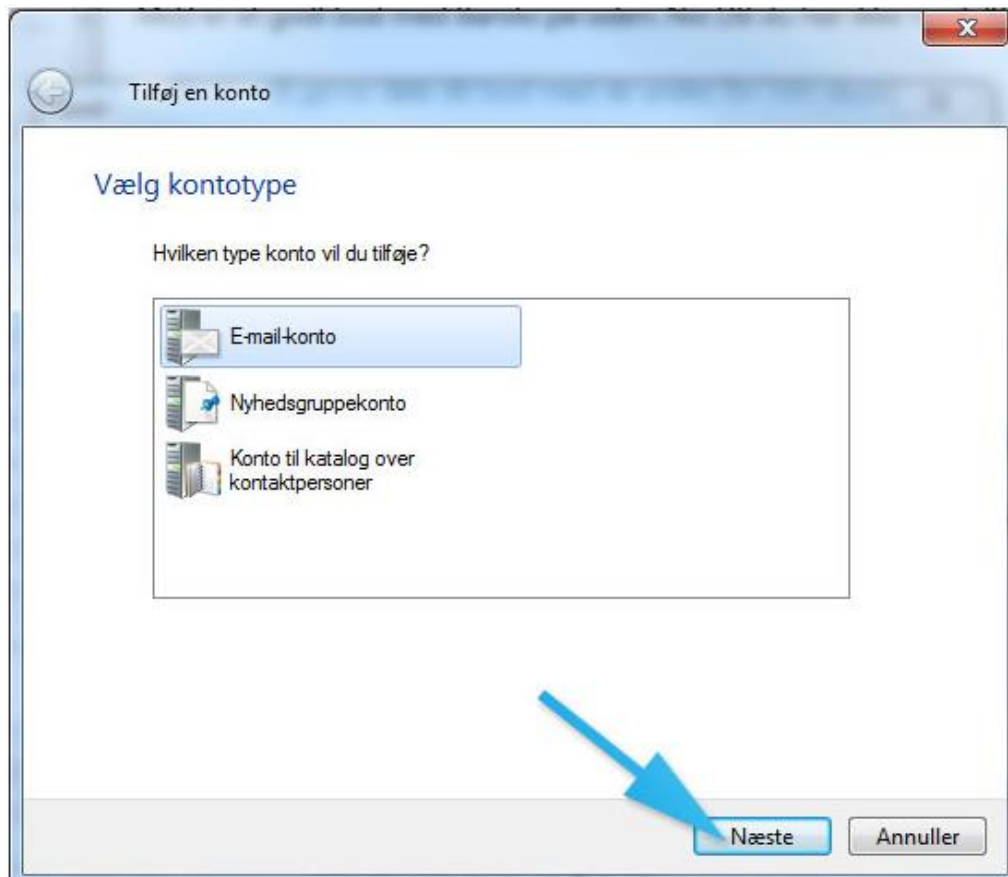 Tilføj en konto
Vælg kontotype
Hvilken type konto vil du tilføje?
E-mail-konto
Nyhedsgruppekonto
Konto til katalog over
kontaktpersoner
Næste
Annuller